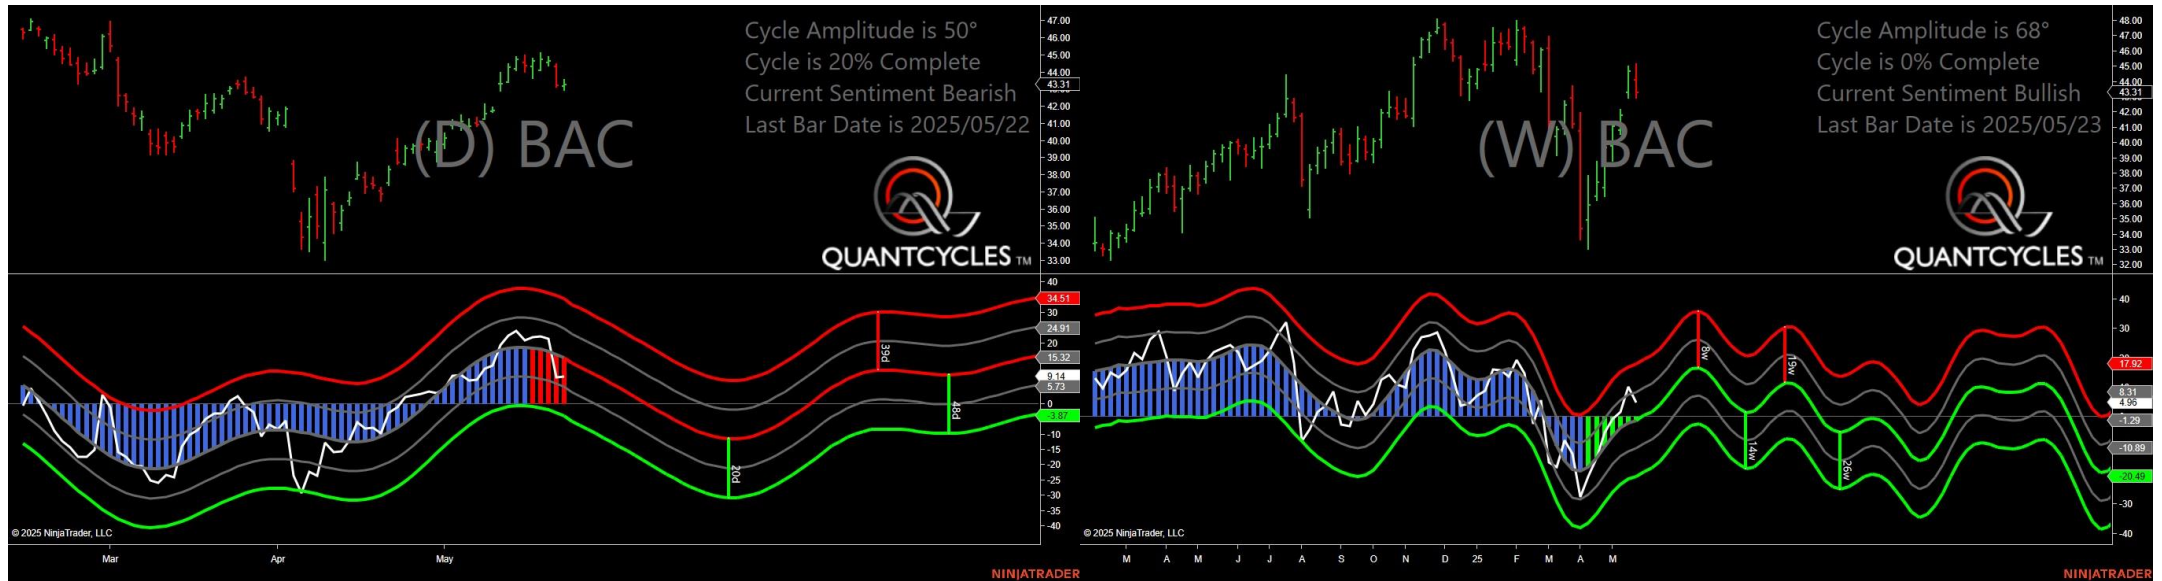 Cycle Amplitude is 50°
Cycle is 20% Complete
Current Sentiment Bearish
Last Bar Date is 2025/05/22
(D) BAC
QUANTCYCLES TM
47.00
46.00
45.00
44.00
43.31
42.00
41.00
40.00
39.00
38.00
37.00
36.00
35.00
34.00
33.00
40
34.51
30
24.91
20
15.32
9.14
5.73
0
-3.87
-10
-15
-20
-25
-30
-35
-40
39d
48d
20d
© 2025 NinjaTrader, LLC
Mar Apr May
NINJATRADER
Cycle Amplitude is 68°
Cycle is 0% Complete
Current Sentiment Bullish
Last Bar Date is 2025/05/23
(W) BAC
QUANTCYCLES TM
48.00
47.00
46.00
45.00
44.00
43.31
42.00
41.00
40.00
39.00
38.00
37.00
36.00
35.00
34.00
33.00
32.00
40
30
17.92
8.31
4.96
-1.29
-10.89
-20.49
-30
-40
8w
19w
14w
26w
© 2025 NinjaTrader, LLC
M A M J J A S O N D 25 F M A M
NINJATRADER